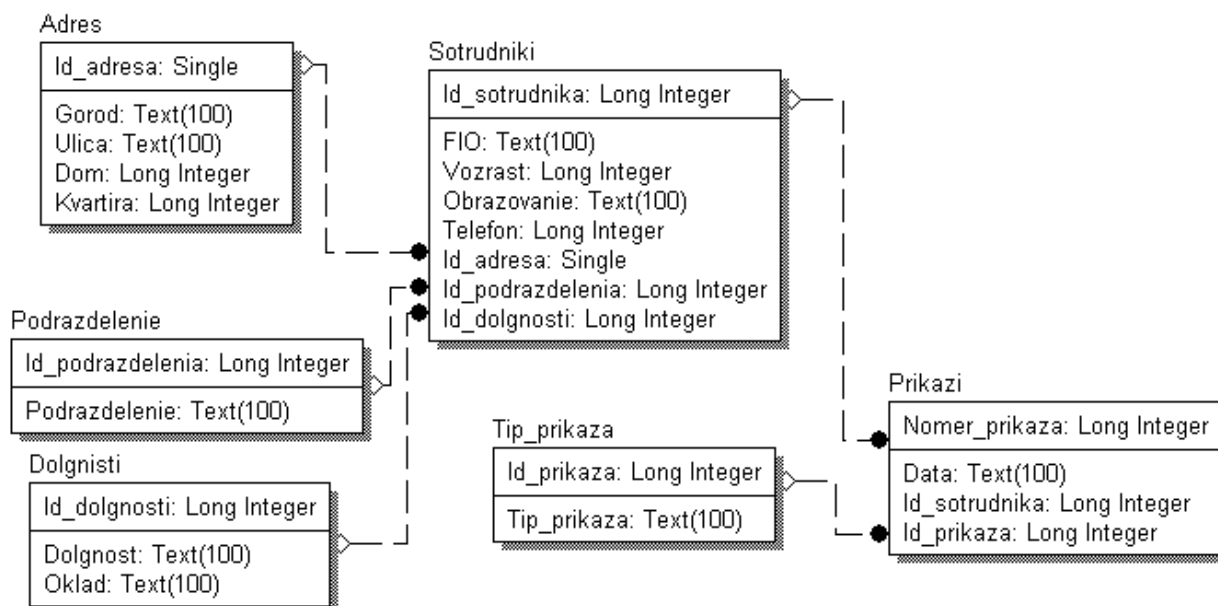 Adres
Id_adresa: Single
Gorod: Text(100)
Ulica: Text(100)
Dom: Long Integer
Kvartira: Long Integer
Sotrudniki
Id_sotrudnika: Long Integer
FIO: Text(100)
Vozrast: Long Integer
Obrazovanie: Text(100)
Telefon: Long Integer
Id_adresa: Single
Id_podrazdelenia: Long Integer
Id_dolgnosti: Long Integer
Podrazdelenie
Id_podrazdelenia: Long Integer
Podrazdelenie: Text(100)
Dolgnisti
Id_dolgnosti: Long Integer
Dolgnost: Text(100)
Oklad: Text(100)
Tip_prikaza
Id_prikaza: Long Integer
Tip_prikaza: Text(100)
Prikazi
Nomer_prikaza: Long Integer
Data: Text(100)
Id_sotrudnika: Long Integer
Id_prikaza: Long Integer